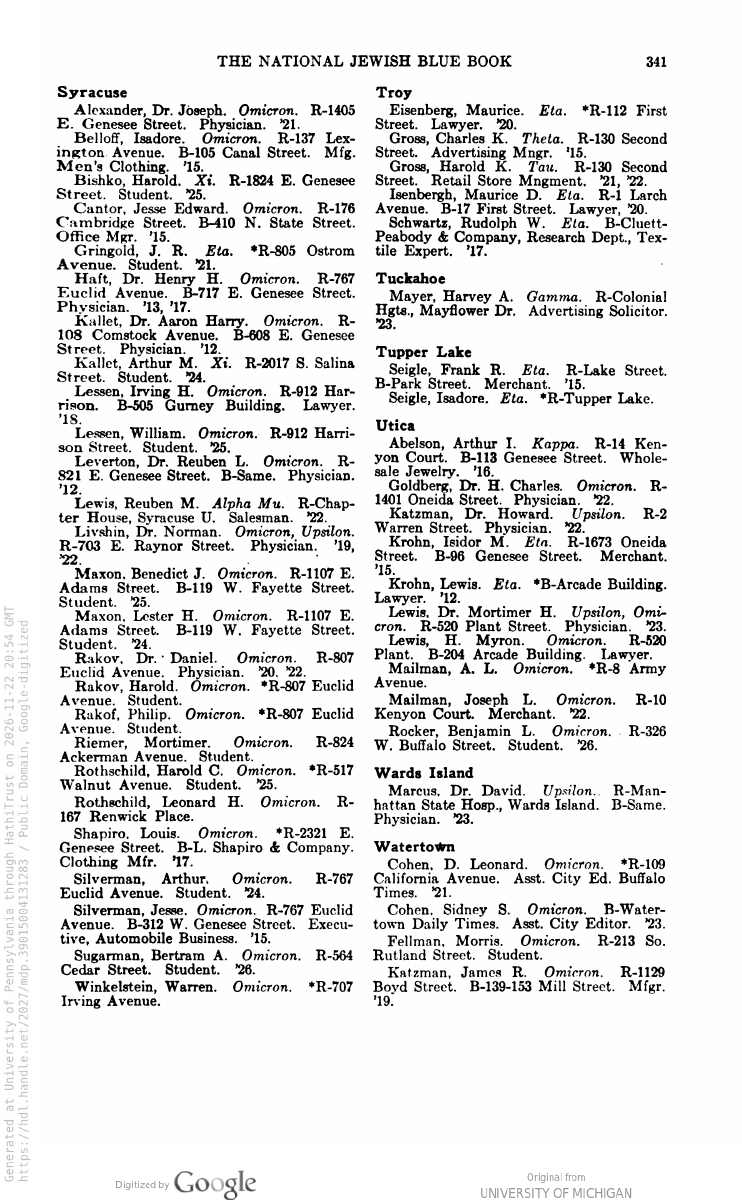 THE NATIONAL JEWISH BLUE BOOK 341
Syracuse
Alexander, Dr. Joseph. Omicron. R-1405
E. Genesee Street. Physician. '21.
Belloff, Isadore. Omicron. R-137 Lex-
ington Avenue. B-105 Canal Street. Mfg.
Men's Clothing. '15.
Bishko, Harold. Xi. R-1824 E. Genesee
Street. Student. '25.
Cantor, Jesse Edward. Omicron. R-176
Cambridge Street. B-410 N. State Street.
Office Mgr. '15.
Gringold, J. R. Eta. *R-805 Ostrom
Avenue. Student. '21.
Haft, Dr. Henry H. Omicron. R-767
Euclid Avenue. B-717 E. Genesee Street.
Physician. '13, '17.
Kallet, Dr. Aaron Harry. Omicron. R-
108 Comstock Avenue. B-608 E. Genesee
Street. Physician. '12.
Kallet, Arthur M. Xi. R-2017 S. Salina
Street. Student. '24.
Lessen, Irving H. Omicron. R-912 Har-
rison. B-505 Gurney Building. Lawyer.
'18.
Lessen, William. Omicron. R-912 Harri-
son Street. Student. '25.
Leverton, Dr. Reuben L. Omicron. R-
821 E. Genesee Street. B-Same. Physician.
'12.
Lewis, Reuben M. Alpha Mu. R-Chap-
ter House, Syracuse U. Salesman. '22.
Livshin, Dr. Norman. Omicron, Upsilon.
R-703 E. Raynor Street. Physician. '19,
'22.
Maxon, Benedict J. Omicron. R-1107 E.
Adams Street. B-119 W. Fayette Street.
Student. '25.
Maxon, Lester H. Omicron. R-1107 E.
Adams Street. B-119 W. Fayette Street.
Student. '24.
Rakov, Dr. Daniel. Omicron. R-807
Euclid Avenue. Physician. '20, '22.
Rakov, Harold. Omicron. *R-807 Euclid
Avenue. Student.
Rakof, Philip. Omicron. *R-807 Euclid
Avenue. Student.
Riemer, Mortimer. Omicron. R-824
Ackerman Avenue. Student.
Rothschild, Harold C. Omicron. *R-517
Walnut Avenue. Student. '25.
Rothschild, Leonard H. Omicron. R-
167 Renwick Place.
Shapiro, Louis. Omicron. *R-2321 E.
Genesee Street. B-L. Shapiro & Company.
Clothing Mfr. '17.
Silverman, Arthur. Omicron. R-767
Euclid Avenue. Student. '24.
Silverman, Jesse. Omicron. R-767 Euclid
Avenue. B-312 W. Genesee Street. Execu-
tive, Automobile Business. '15.
Sugarman, Bertram A. Omicron. R-564
Cedar Street. Student. '26.
Winkelstein, Warren. Omicron. *R-707
Irving Avenue.
Troy
Eisenberg, Maurice. Eta. *R-112 First
Street. Lawyer. '20.
Gross, Charles K. Theta. R-130 Second
Street. Advertising Mngr. '15.
Gross, Harold K. Tau. R-130 Second
Street. Retail Store Mngment. '21, '22.
Isenbergh, Maurice D. Eta. R-1 Larch
Avenue. B-17 First Street. Lawyer, '20.
Schwartz, Rudolph W. Eta. B-Cluett-
Peabody & Company, Research Dept., Tex-
tile Expert. '17.
Tuckahoe
Mayer, Harvey A. Gamma. R-Colonial
Hgts., Mayflower Dr. Advertising Solicitor.
'23.
Tupper Lake
Seigle, Frank R. Eta. R-Lake Street.
B-Park Street. Merchant. '15.
Seigle, Isadore. Eta. *R-Tupper Lake.
Utica
Abelson, Arthur I. Kappa. R-14 Ken-
yon Court. B-113 Genesee Street. Whole-
sale Jewelry. '16.
Goldberg, Dr. H. Charles. Omicron. R-
1401 Oneida Street. Physician. '22.
Katzman, Dr. Howard. Upsilon. R-2
Warren Street. Physician. '22.
Krohn, Isidor M. Eta. R-1673 Oneida
Street. B-96 Genesee Street. Merchant.
'15.
Krohn, Lewis. Eta. *B-Arcade Building.
Lawyer. '12.
Lewis, Dr. Mortimer H. Upsilon, Omi-
cron. R-520 Plant Street. Physician. '23.
Lewis, H. Myron. Omicron. R-520
Plant. B-204 Arcade Building. Lawyer.
Mailman, A. L. Omicron. *R-8 Army
Avenue.
Mailman, Joseph L. Omicron. R-10
Kenyon Court. Merchant. '22.
Rocker, Benjamin L. Omicron. R-326
W. Buffalo Street. Student. '26.
Wards Island
Marcus, Dr. David. Upsilon. R-Man-
hattan State Hosp., Wards Island. B-Same.
Physician. '23.
Watertown
Cohen, D. Leonard. Omicron. *R-109
California Avenue. Asst. City Ed. Buffalo
Times. '21.
Cohen, Sidney S. Omicron. B-Water-
town Daily Times. Asst. City Editor. '23.
Fellman, Morris. Omicron. R-213 So.
Rutland Street. Student.
Katzman, James R. Omicron. R-1129
Boyd Street. B-139-153 Mill Street. Mfgr.
'19.
Generated at University of Pennsylvania through HathiTrust on 2026-11-22 20:54 GMT
https://hdl.handle.net/2027/mdp.39015004131283 / Public Domain, Google-digitized
Digitized by Google
Original from
UNIVERSITY OF MICHIGAN